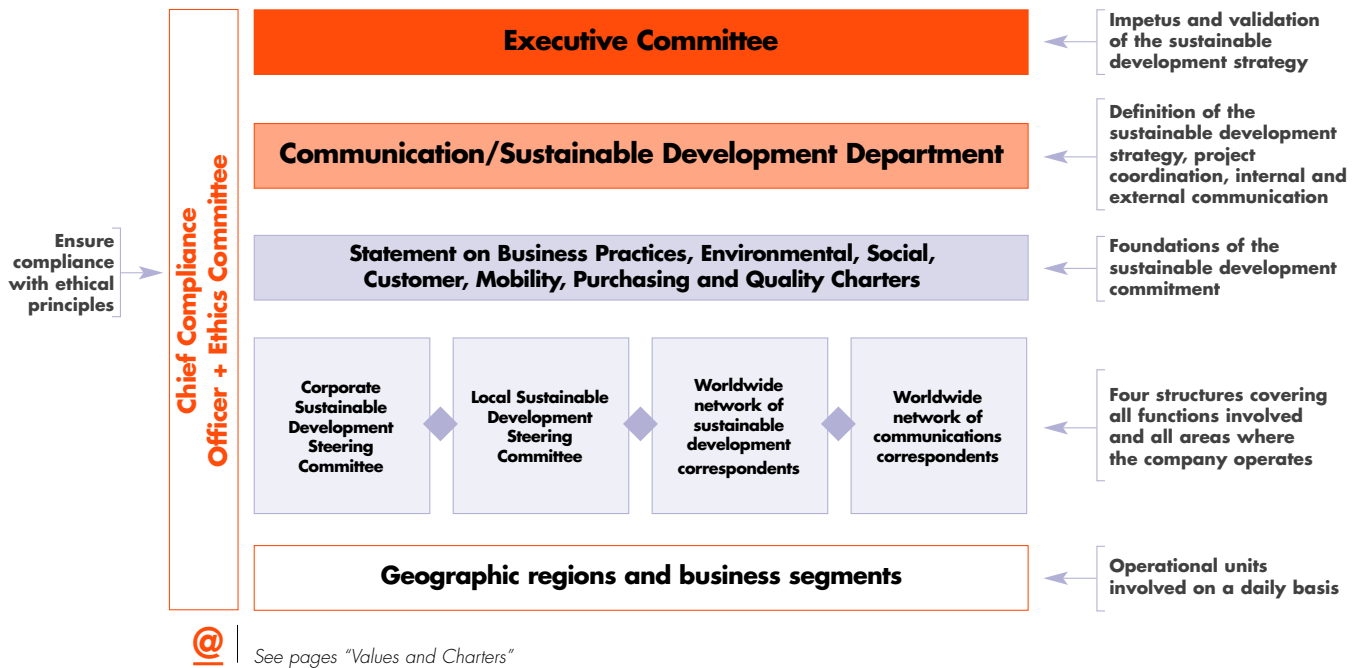 Executive Committee
Impetus and validation
of the sustainable
development strategy
Communication/Sustainable Development Department
Definition of the
sustainable development
strategy, project
coordination, internal and
external communication
Ensure
compliance
with ethical
principles
Chief Compliance
Officer + Ethics Committee
Statement on Business Practices, Environmental, Social,
Customer, Mobility, Purchasing and Quality Charters
Foundations of the
sustainable development
commitment
Corporate
Sustainable
Development
Steering
Committee
Local Sustainable
Development
Steering
Committee
Worldwide
network of
sustainable
development
correspondents
Worldwide
network of
communications
correspondents
Four structures covering
all functions involved
and all areas where
the company operates
Geographic regions and business segments
Operational units
involved on a daily basis
@
See pages “Values and Charters”